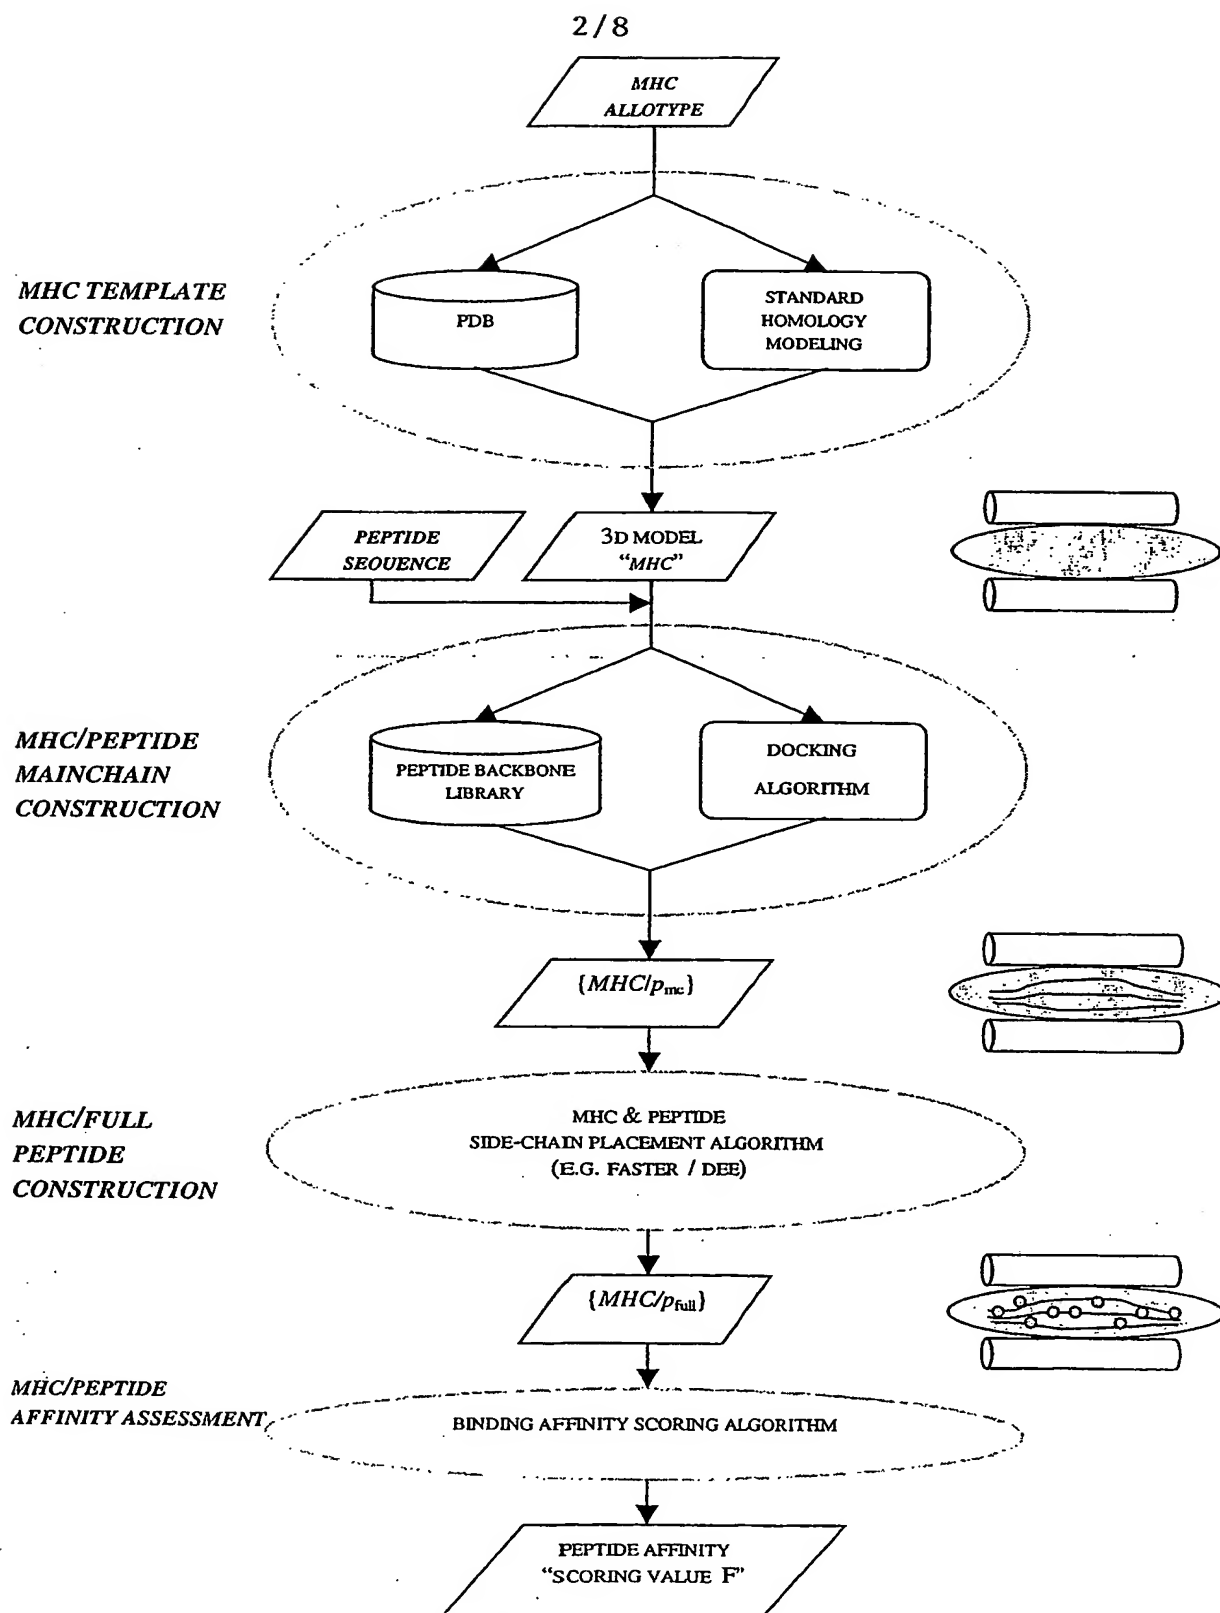 2/8
MHC
ALLOTYPE
MHC TEMPLATE
CONSTRUCTION
PDB
STANDARD
HOMOLOGY
MODELING
PEPTIDE
SEQUENCE
3D MODEL
“MHC”
MHC/PEPTIDE
MAINCHAIN
CONSTRUCTION
PEPTIDE BACKBONE
LIBRARY
DOCKING
ALGORITHM
{MHC/pmc}
MHC/FULL
PEPTIDE
CONSTRUCTION
MHC & PEPTIDE
SIDE-CHAIN PLACEMENT ALGORITHM
(E.G. FASTER / DEE)
{MHC/pfull}
MHC/PEPTIDE
AFFINITY ASSESSMENT
BINDING AFFINITY SCORING ALGORITHM
PEPTIDE AFFINITY
“SCORING VALUE F”